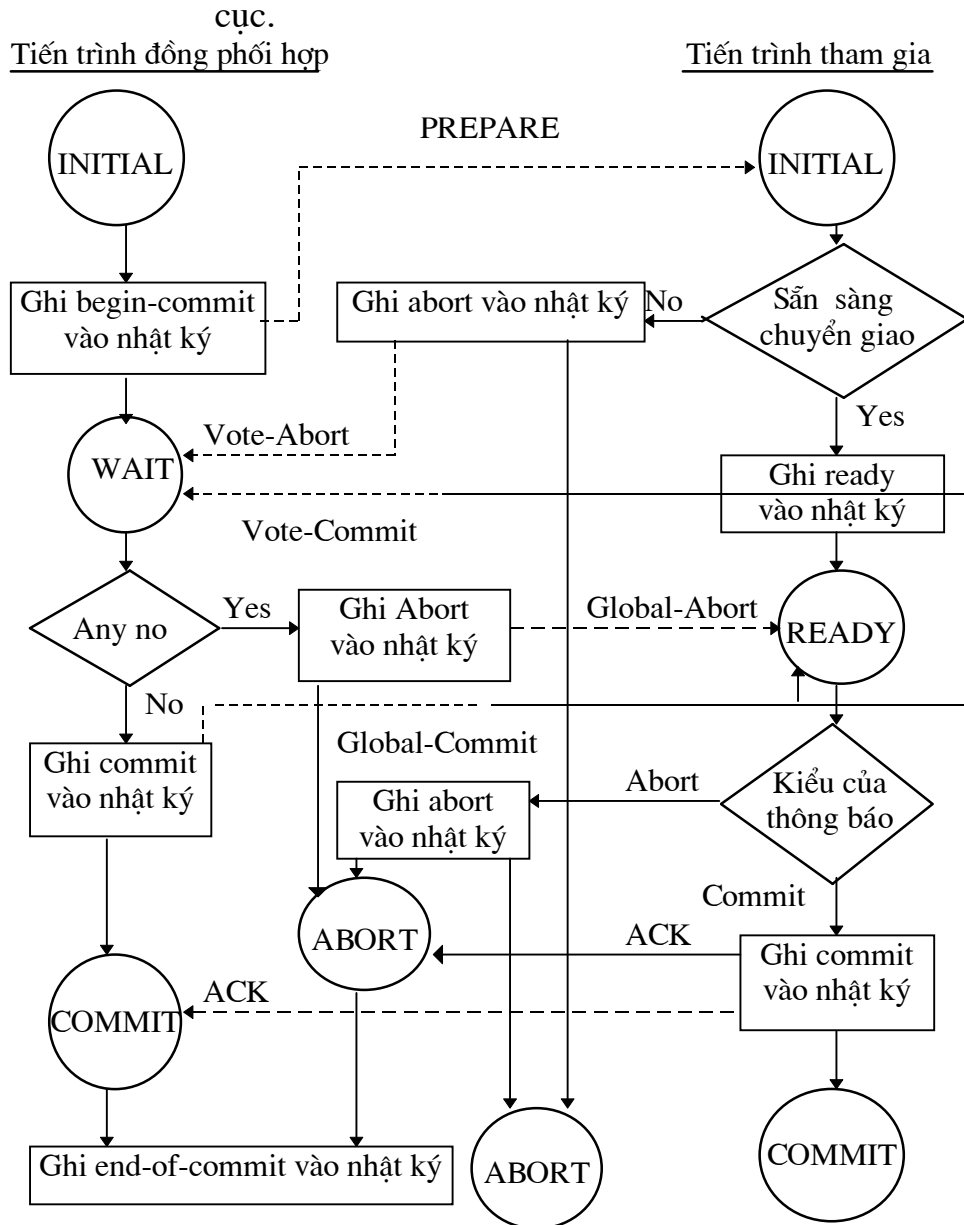 cục.
Tiến trình đồng phối hợp
Tiến trình tham gia
PREPARE
INITIAL
INITIAL
Ghi begin-commit
vào nhật ký
Ghi abort vào nhật ký
No
Sẵn sàng
chuyển giao
Yes
Vote-Abort
WAIT
Ghi ready
vào nhật ký
Vote-Commit
Any no
Yes
Ghi Abort
vào nhật ký
Global-Abort
READY
No
Global-Commit
Ghi commit
vào nhật ký
Abort
Kiểu của
thông báo
Ghi abort
vào nhật ký
Commit
ABORT
ACK
Ghi commit
vào nhật ký
ACK
COMMIT
Ghi end-of-commit vào nhật ký
ABORT
COMMIT